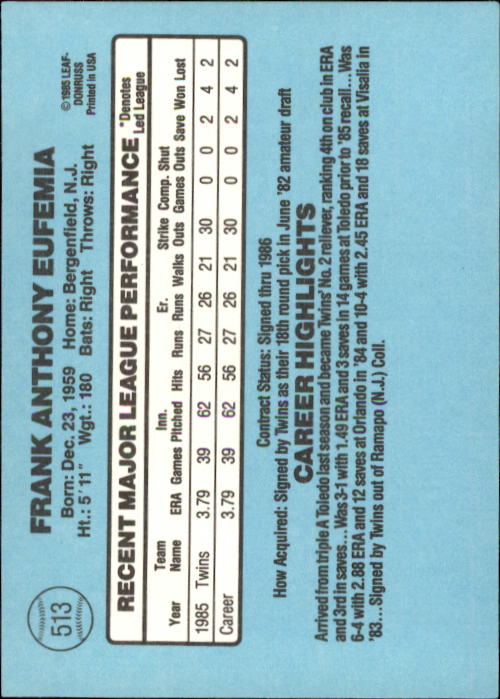 513
FRANK ANTHONY EUFEMIA
Born: Dec. 23, 1959 Home: Bergenfield, N.J.
Ht.: 5'11" Wgt.: 180 Bats: Right Throws: Right
©1985 LEAF-
DONRUSS
Printed in USA
RECENT MAJOR LEAGUE PERFORMANCE
*Denotes
Led League
Team Inn. Er. Strike Comp. Shut
Year Name ERA Games Pitched Hits Runs Runs Walks Outs Games Outs Save Won Lost
1985 Twins 3.79 39 62 56 27 26 21 30 0 0 2 4 2
Career 3.79 39 62 56 27 26 21 30 0 0 2 4 2
Contract Status: Signed thru 1986
How Acquired: Signed by Twins as their 18th round pick in June '82 amateur draft
CAREER HIGHLIGHTS
Arrived from triple A Toledo last season and became Twins' No. 2 reliever, ranking 4th on club in ERA
and 3rd in saves...Was 3-1 with 1.49 ERA and 3 saves in 14 games at Toledo prior to '85 recall...Was
6-4 with 2.88 ERA and 12 saves at Orlando in '84 and 10-4 with 2.45 ERA and 18 saves at Visalia in
'83...Signed by Twins out of Ramapo (N.J.) Coll.